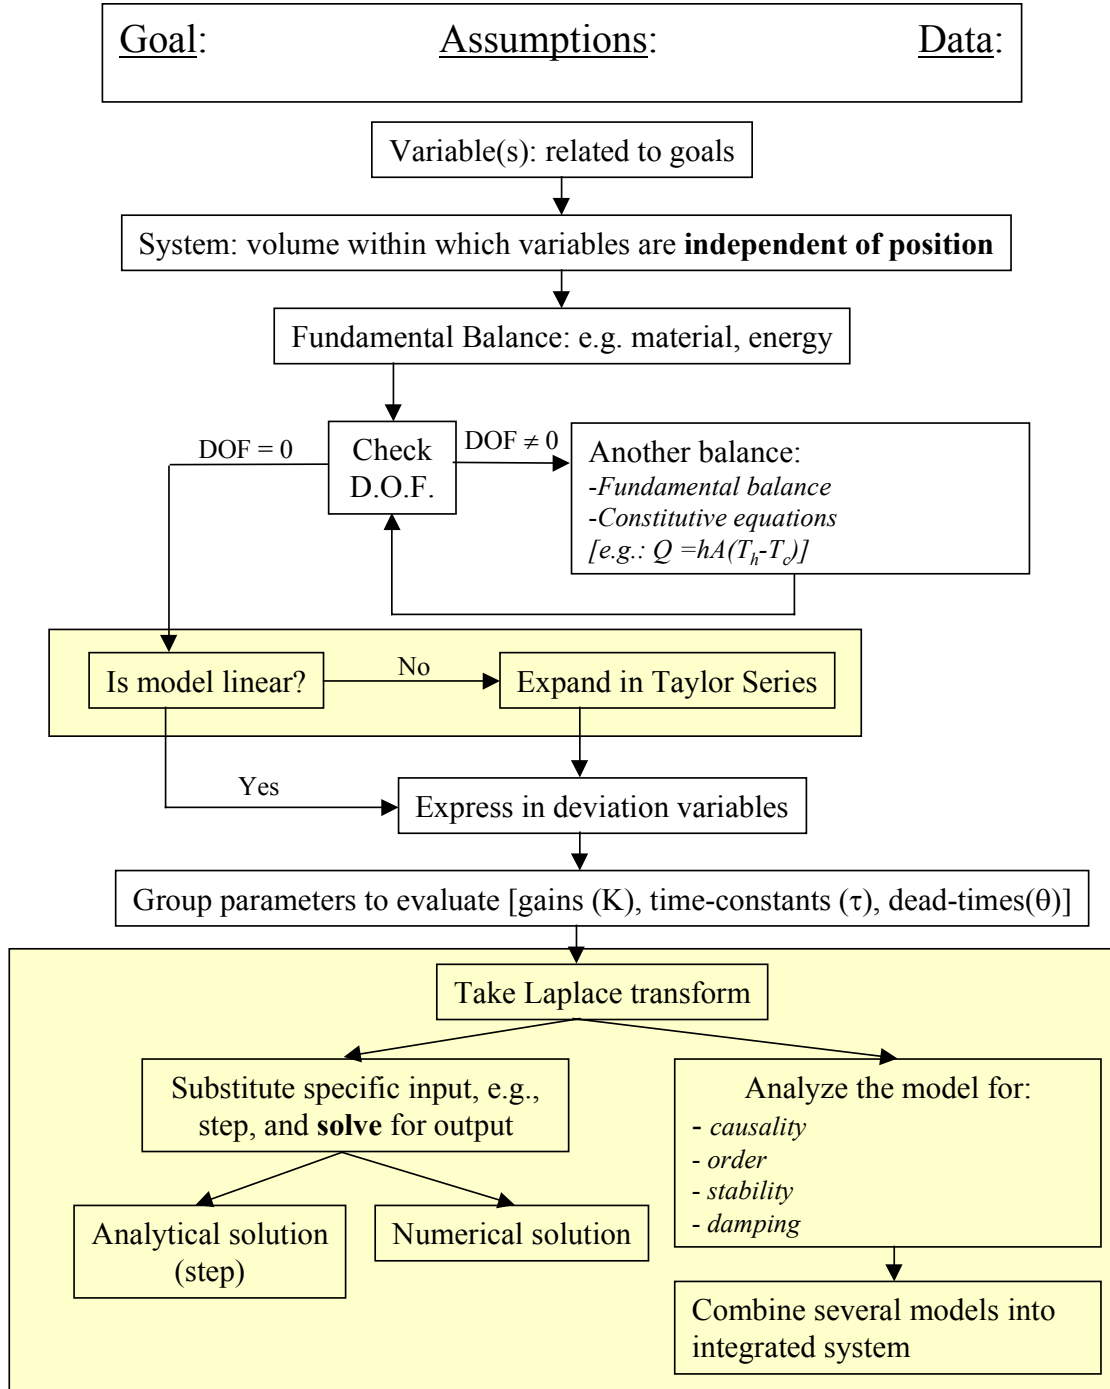 Goal: Assumptions: Data:
Variable(s): related to goals
System: volume within which variables are independent of position
Fundamental Balance: e.g. material, energy
DOF = 0
Check
D.O.F.
DOF ≠ 0
Another balance:
-Fundamental balance
-Constitutive equations
[e.g.: Q =hA(Th-Tc)]
Is model linear?
No
Expand in Taylor Series
Yes
Express in deviation variables
Group parameters to evaluate [gains (K), time-constants (τ), dead-times(θ)]
Take Laplace transform
Substitute specific input, e.g.,
step, and solve for output
Analytical solution
(step)
Numerical solution
Analyze the model for:
- causality
- order
- stability
- damping
Combine several models into
integrated system